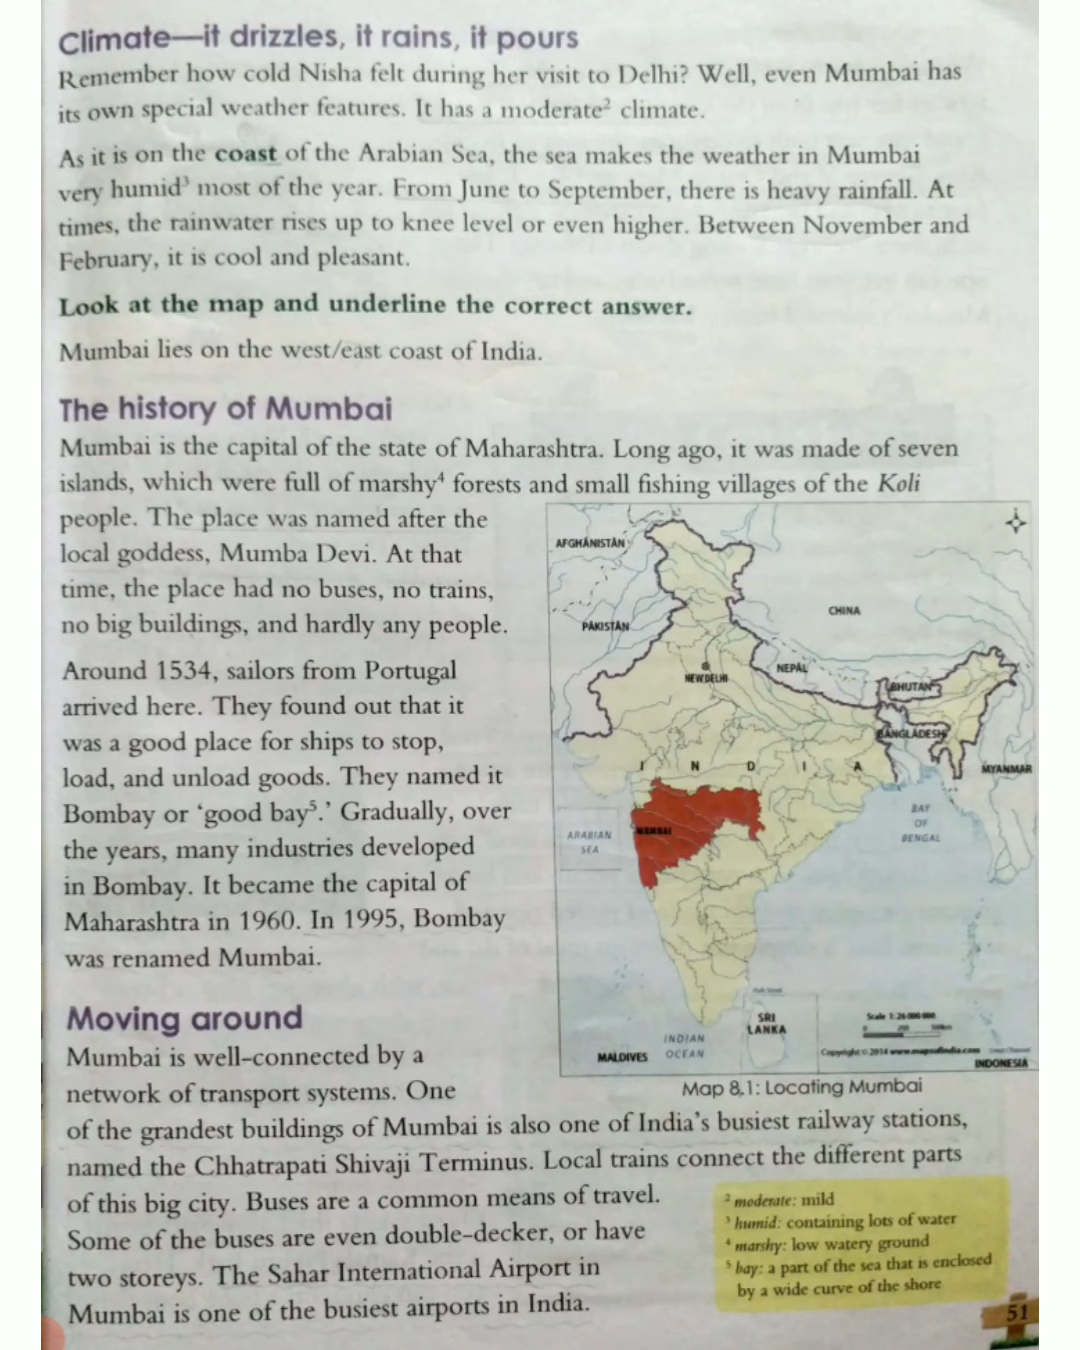 Climate—it drizzles, it rains, it pours
Remember how cold Nisha felt during her visit to Delhi? Well, even Mumbai has
its own special weather features. It has a moderate² climate.
As it is on the coast of the Arabian Sea, the sea makes the weather in Mumbai
very humid³ most of the year. From June to September, there is heavy rainfall. At
times, the rainwater rises up to knee level or even higher. Between November and
February, it is cool and pleasant.
Look at the map and underline the correct answer.
Mumbai lies on the west/east coast of India.
The history of Mumbai
Mumbai is the capital of the state of Maharashtra. Long ago, it was made of seven
islands, which were full of marshy⁴ forests and small fishing villages of the Koli
people. The place was named after the
local goddess, Mumba Devi. At that
time, the place had no buses, no trains,
no big buildings, and hardly any people.
Around 1534, sailors from Portugal
arrived here. They found out that it
was a good place for ships to stop,
load, and unload goods. They named it
Bombay or ‘good bay⁵.’ Gradually, over
the years, many industries developed
in Bombay. It became the capital of
Maharashtra in 1960. In 1995, Bombay
was renamed Mumbai.
AFGHANISTAN
CHINA
PAKISTAN
NEPAL
NEW DELHI
BHUTAN
BANGLADESH
I N D I A
MYANMAR
BAY
OF
BENGAL
MUMBAI
ARABIAN
SEA
SRI
LANKA
Scale 1:26 000 000
0 250 500km
INDIAN
OCEAN
MALDIVES
Copyright © 2014 www.mapsofindia.com
INDONESIA
Map 8.1: Locating Mumbai
Moving around
Mumbai is well-connected by a
network of transport systems. One
of the grandest buildings of Mumbai is also one of India’s busiest railway stations,
named the Chhatrapati Shivaji Terminus. Local trains connect the different parts
of this big city. Buses are a common means of travel.
Some of the buses are even double-decker, or have
two storeys. The Sahar International Airport in
Mumbai is one of the busiest airports in India.
² moderate: mild
³ humid: containing lots of water
⁴ marshy: low watery ground
⁵ bay: a part of the sea that is enclosed
by a wide curve of the shore
51